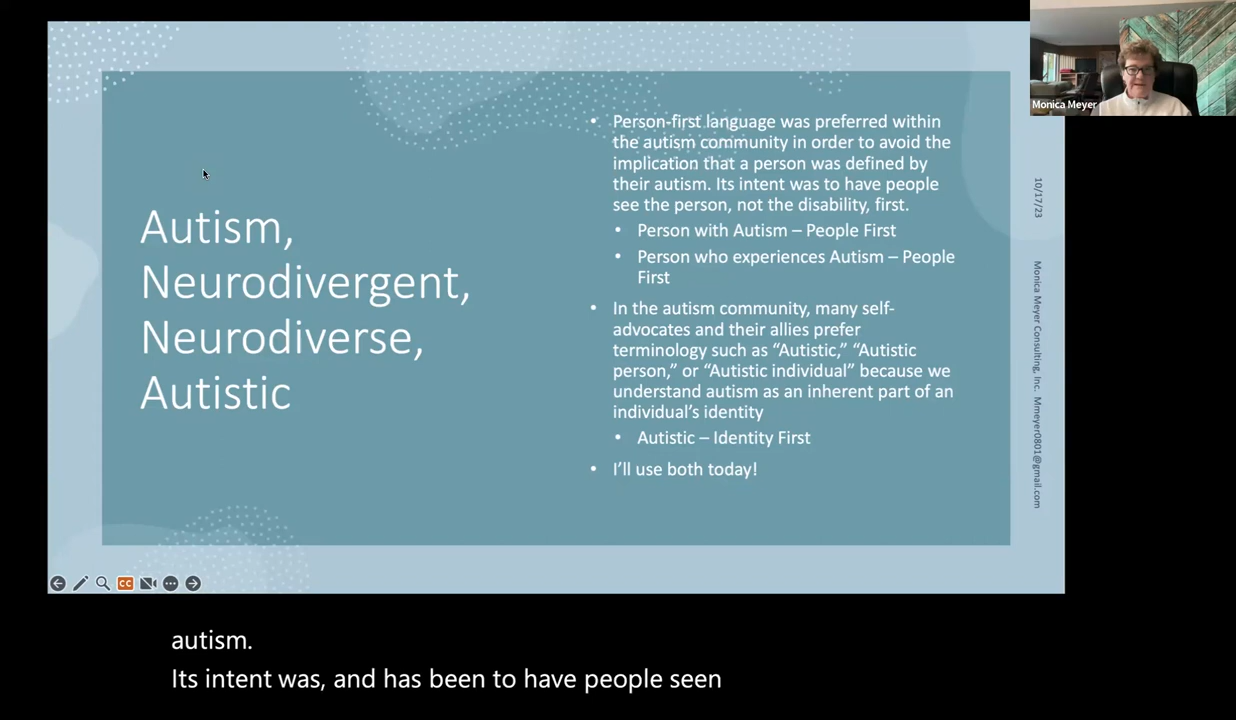 Autism,
Neurodivergent,
Neurodiverse,
Autistic
• Person-first language was preferred within
the autism community in order to avoid the
implication that a person was defined by
their autism. Its intent was to have people
see the person, not the disability, first.
• Person with Autism – People First
• Person who experiences Autism – People
First
• In the autism community, many self-
advocates and their allies prefer
terminology such as “Autistic,” “Autistic
person,” or “Autistic individual” because we
understand autism as an inherent part of an
individual’s identity
• Autistic – Identity First
• I’ll use both today!
10/17/23
Monica Meyer Consulting, Inc. Mmeyer0801@gmail.com
Monica Meyer
CC
autism.
Its intent was, and has been to have people seen